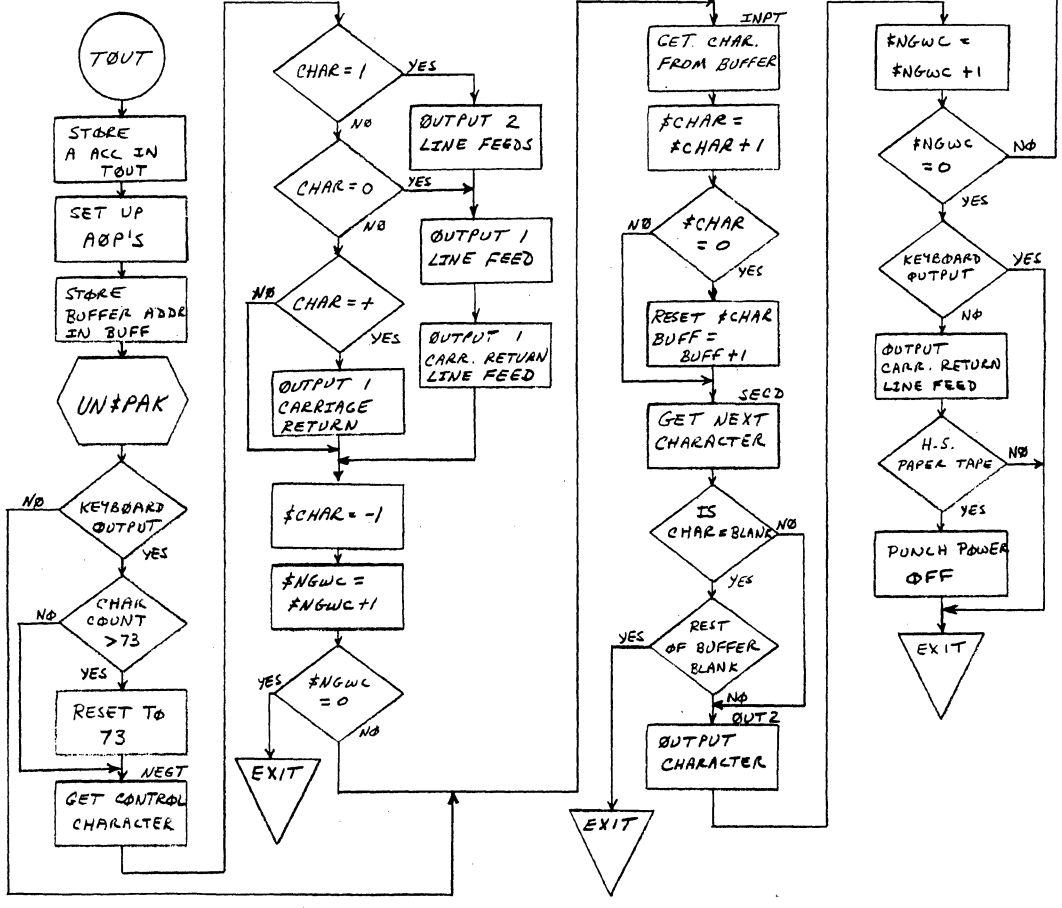 TØUT
STØRE
A ACC IN
TØUT
SET UP
AØP'S
STØRE
BUFFER ADDR
IN BUFF
UN$PAK
KEYBØARD
ØUTPUT
NØ
YES
CHAR
CØUNT
>73
NØ
YES
RESET TØ
73
NEGT
GET CØNTRØL
CHARACTER
CHAR = 1
YES
NØ
ØUTPUT 2
LINE FEEDS
CHAR = 0
YES
NØ
ØUTPUT 1
LINE FEED
CHAR = +
NØ
YES
ØUTPUT 1
CARR. RETURN
LINE FEED
ØUTPUT 1
CARRIAGE
RETURN
$CHAR = -1
$NGWC =
$NGWC+1
$NGWC
= 0
YES
NØ
EXIT
INPT
GET CHAR.
FROM BUFFER
$CHAR =
$CHAR + 1
$CHAR
= 0
NØ
YES
RESET $CHAR
BUFF =
BUFF + 1
SECD
GET NEXT
CHARACTER
IS
CHAR = BLANK
NØ
YES
REST
ØF BUFFER
BLANK
YES
NØ
ØUT2
ØUTPUT
CHARACTER
EXIT
$NGWC =
$NGWC +1
$NGWC
= 0
NØ
YES
KEYBØARD
ØUTPUT
YES
NØ
ØUTPUT
CARR. RETURN
LINE FEED
H.S.
PAPER TAPE
NØ
YES
PUNCH PØWER
ØFF
EXIT